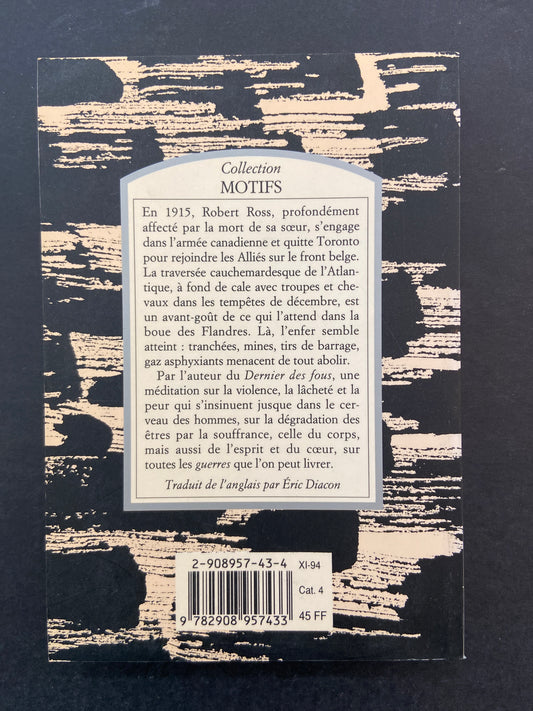 Collection
MOTIFS
En 1915, Robert Ross, profondément
affecté par la mort de sa sœur, s'engage
dans l'armée canadienne et quitte Toronto
pour rejoindre les Alliés sur le front belge.
La traversée cauchemardesque de l'Atlan-
tique, à fond de cale avec troupes et che-
vaux dans les tempêtes de décembre, est
un avant-goût de ce qui l'attend dans la
boue des Flandres. Là, l'enfer semble
atteint : tranchées, mines, tirs de barrage,
gaz asphyxiants menacent de tout abolir.
Par l'auteur du Dernier des fous, une
méditation sur la violence, la lâcheté et la
peur qui s'insinuent jusque dans le cer-
veau des hommes, sur la dégradation des
êtres par la souffrance, celle du corps,
mais aussi de l'esprit et du cœur, sur
toutes les guerres que l'on peut livrer.
Traduit de l'anglais par Éric Diacon
2-908957-43-4
XI-94
Cat. 4
45 FF
9 782908 957433